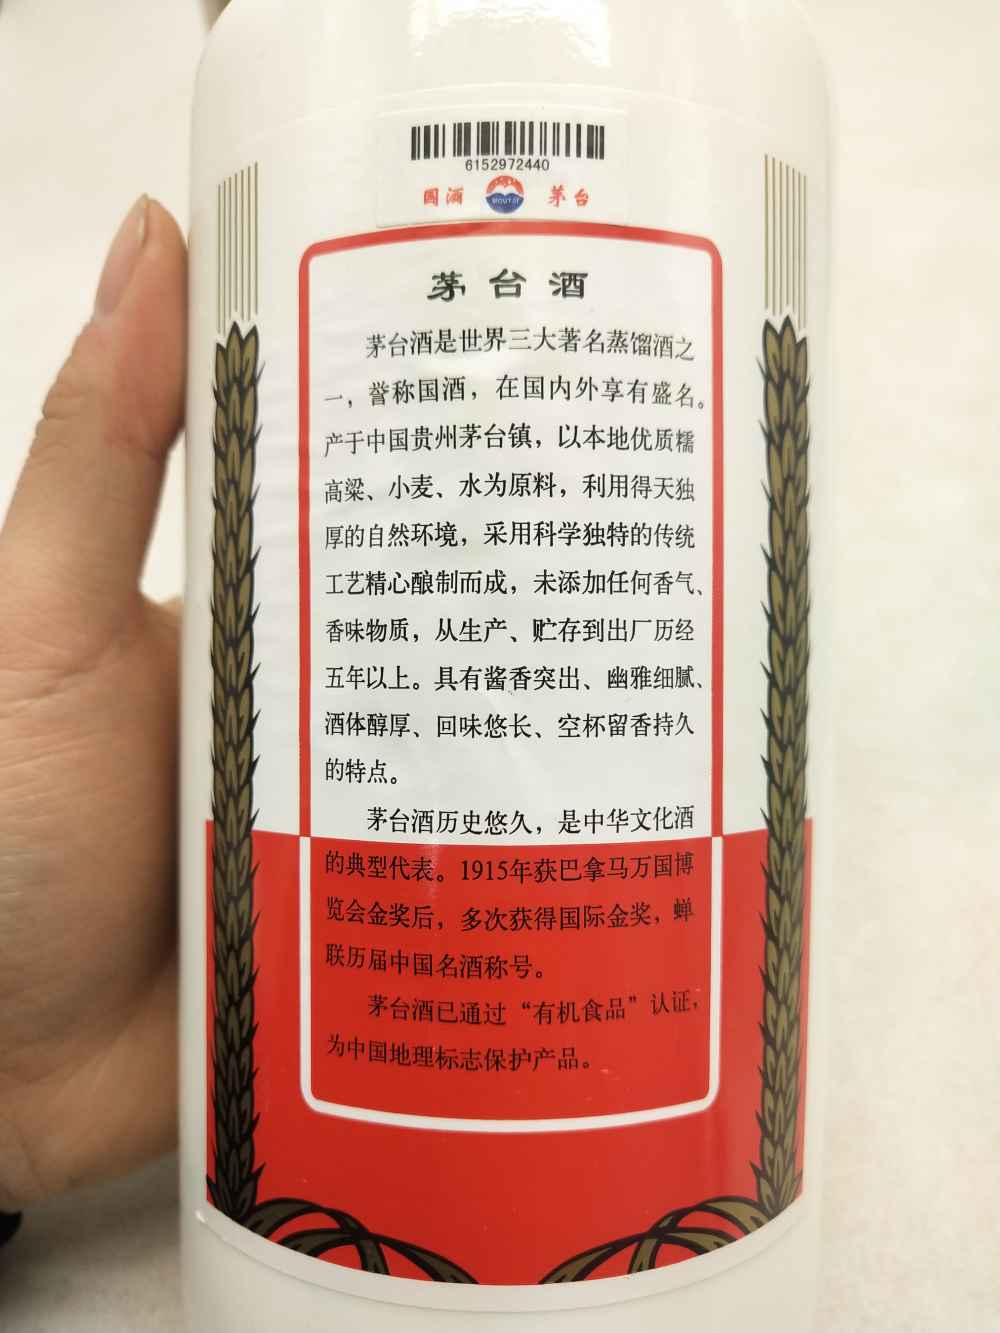 6152972440
国酒 MOUTAI 茅台
茅台酒
茅台酒是世界三大著名蒸馏酒之
一，誉称国酒，在国内外享有盛名。
产于中国贵州茅台镇，以本地优质糯
高粱、小麦、水为原料，利用得天独
厚的自然环境，采用科学独特的传统
工艺精心酿制而成，未添加任何香气、
香味物质，从生产、贮存到出厂历经
五年以上。具有酱香突出、幽雅细腻、
酒体醇厚、回味悠长、空杯留香持久
的特点。
茅台酒历史悠久，是中华文化酒
的典型代表。1915年获巴拿马万国博
览会金奖后，多次获得国际金奖，蝉
联历届中国名酒称号。
茅台酒已通过“有机食品”认证，
为中国地理标志保护产品。